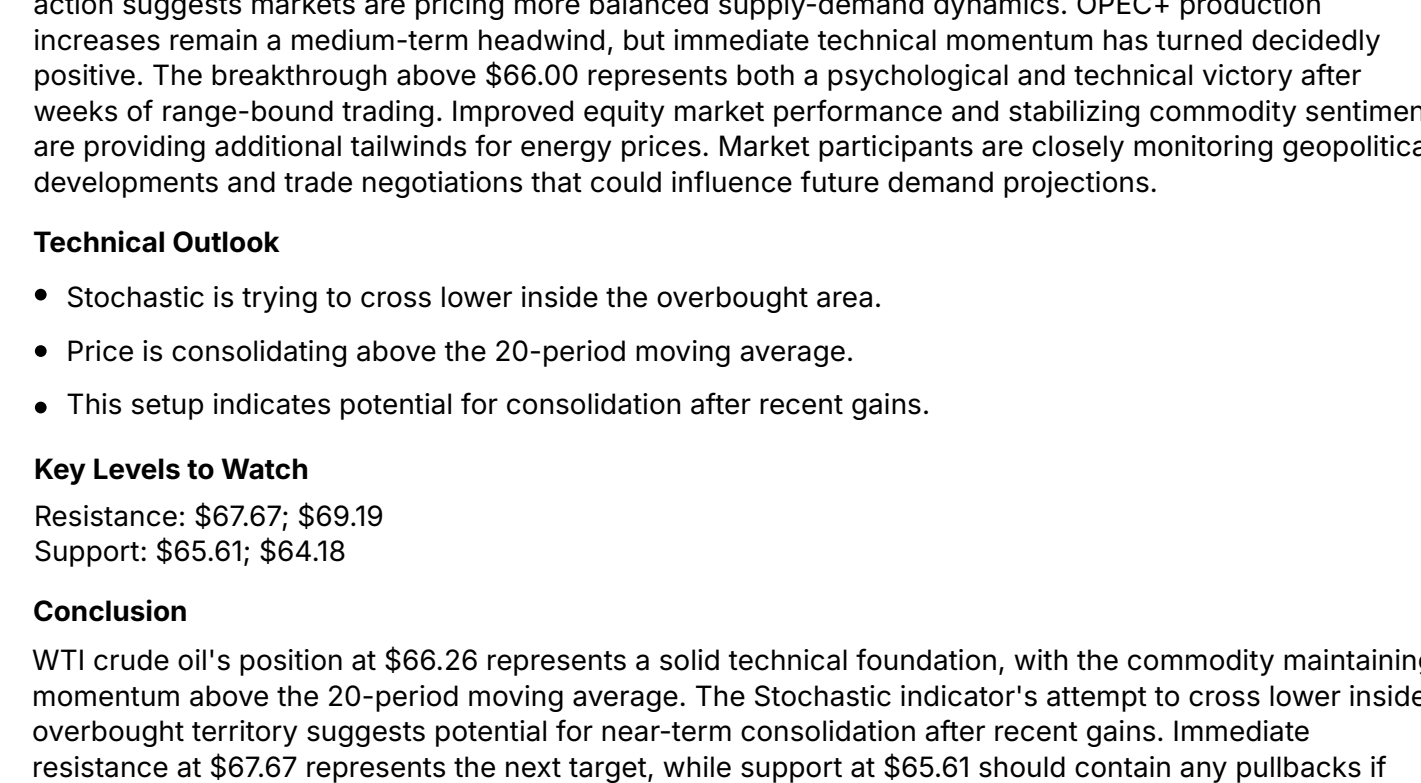 action suggests markets are pricing more balanced supply-demand dynamics. OPEC+ production
increases remain a medium-term headwind, but immediate technical momentum has turned decidedly
positive. The breakthrough above $66.00 represents both a psychological and technical victory after
weeks of range-bound trading. Improved equity market performance and stabilizing commodity sentimen
are providing additional tailwinds for energy prices. Market participants are closely monitoring geopolitica
developments and trade negotiations that could influence future demand projections.
Technical Outlook
• Stochastic is trying to cross lower inside the overbought area.
• Price is consolidating above the 20-period moving average.
• This setup indicates potential for consolidation after recent gains.
Key Levels to Watch
Resistance: $67.67; $69.19
Support: $65.61; $64.18
Conclusion
WTI crude oil's position at $66.26 represents a solid technical foundation, with the commodity maintaining
momentum above the 20-period moving average. The Stochastic indicator's attempt to cross lower inside
overbought territory suggests potential for near-term consolidation after recent gains. Immediate
resistance at $67.67 represents the next target, while support at $65.61 should contain any pullbacks if